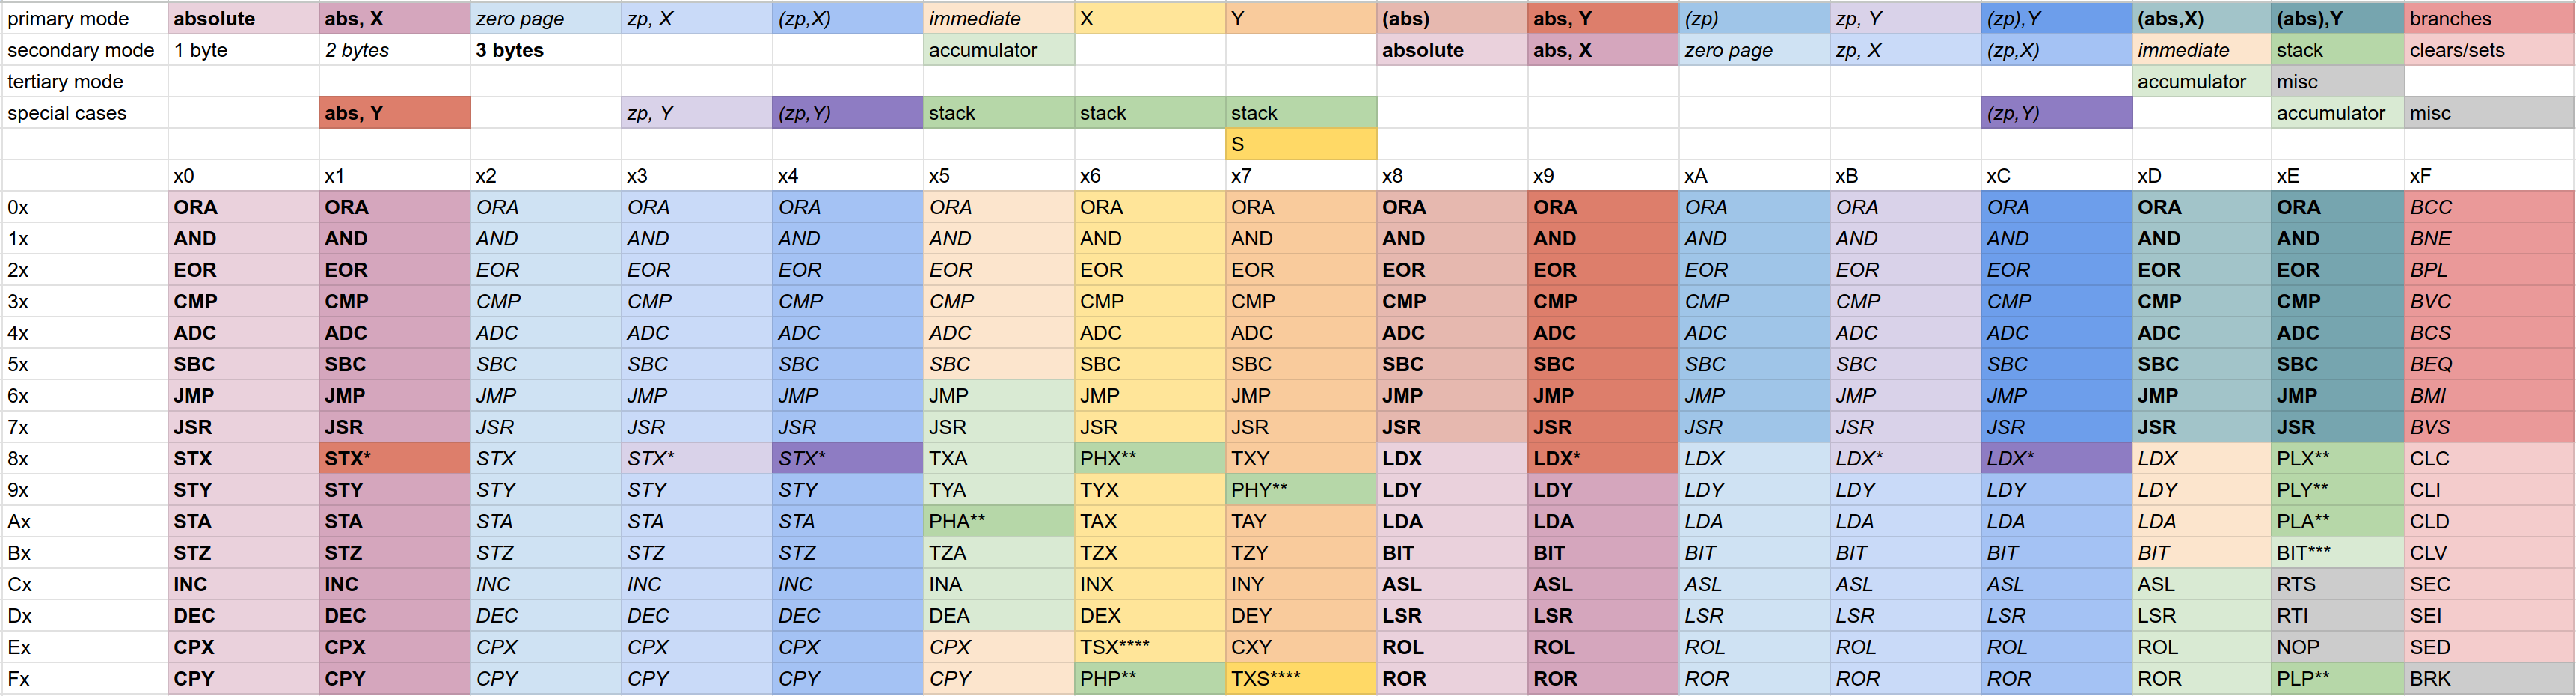 primary mode absolute abs, X zero page zp, X (zp,X) immediate X Y (abs) abs, Y (zp) zp, Y (zp),Y (abs,X) (abs),Y branches
secondary mode 1 byte 2 bytes 3 bytes accumulator absolute abs, X zero page zp, X (zp,X) immediate stack clears/sets
tertiary mode accumulator misc
special cases abs, Y zp, Y (zp,Y) stack stack stack (zp,Y) accumulator misc
S
x0 x1 x2 x3 x4 x5 x6 x7 x8 x9 xA xB xC xD xE xF
0x ORA ORA ORA ORA ORA ORA ORA ORA ORA ORA ORA ORA ORA ORA ORA BCC
1x AND AND AND AND AND AND AND AND AND AND AND AND AND AND AND BNE
2x EOR EOR EOR EOR EOR EOR EOR EOR EOR EOR EOR EOR EOR EOR EOR BPL
3x CMP CMP CMP CMP CMP CMP CMP CMP CMP CMP CMP CMP CMP CMP CMP BVC
4x ADC ADC ADC ADC ADC ADC ADC ADC ADC ADC ADC ADC ADC ADC ADC BCS
5x SBC SBC SBC SBC SBC SBC SBC SBC SBC SBC SBC SBC SBC SBC SBC BEQ
6x JMP JMP JMP JMP JMP JMP JMP JMP JMP JMP JMP JMP JMP JMP JMP BMI
7x JSR JSR JSR JSR JSR JSR JSR JSR JSR JSR JSR JSR JSR JSR JSR BVS
8x STX STX* STX STX* STX* TXA PHX** TXY LDX LDX* LDX LDX* LDX* LDX PLX** CLC
9x STY STY STY STY STY TYA TYX PHY** LDY LDY LDY LDY LDY LDY PLY** CLI
Ax STA STA STA STA STA PHA** TAX TAY LDA LDA LDA LDA LDA LDA PLA** CLD
Bx STZ STZ STZ STZ STZ TZA TZX TZY BIT BIT BIT BIT BIT BIT BIT*** CLV
Cx INC INC INC INC INC INA INX INY ASL ASL ASL ASL ASL ASL RTS SEC
Dx DEC DEC DEC DEC DEC DEA DEX DEY LSR LSR LSR LSR LSR LSR RTI SEI
Ex CPX CPX CPX CPX CPX CPX TSX**** CXY ROL ROL ROL ROL ROL ROL NOP SED
Fx CPY CPY CPY CPY CPY CPY PHP** TXS**** ROR ROR ROR ROR ROR ROR PLP** BRK